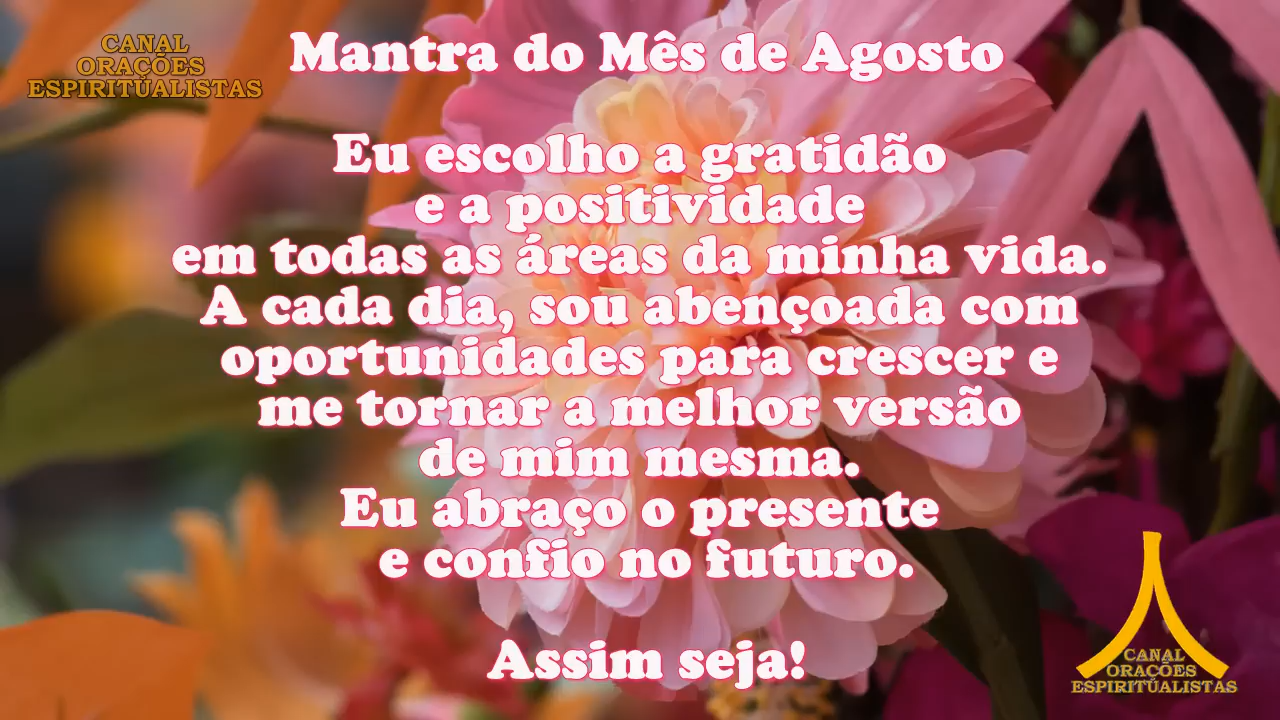 CANAL
ORAÇÕES
ESPIRITUALISTAS
Mantra do Mês de Agosto
Eu escolho a gratidão
e a positividade
em todas as áreas da minha vida.
A cada dia, sou abençoada com
oportunidades para crescer e
me tornar a melhor versão
de mim mesma.
Eu abraço o presente
e confio no futuro.
Assim seja!
CANAL
ORAÇÕES
ESPIRITUALISTAS